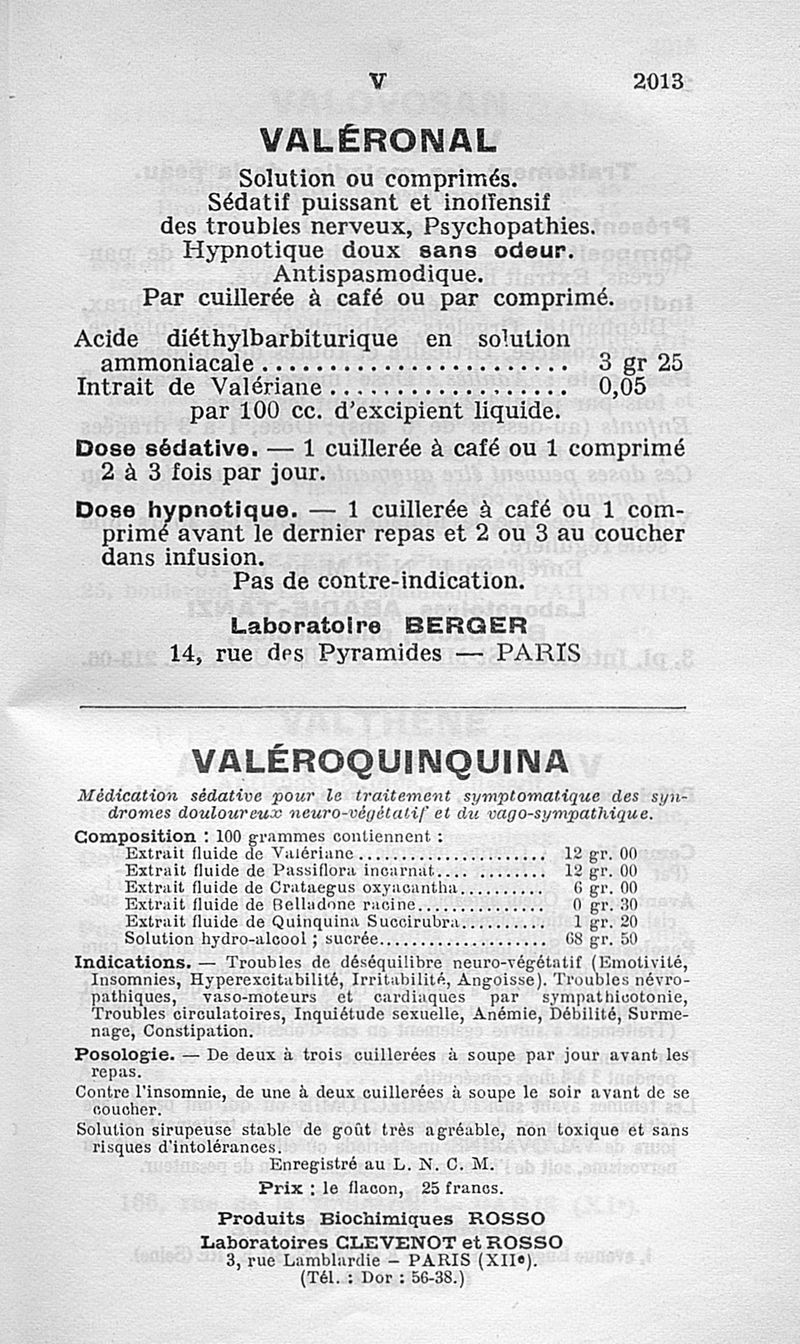 V 2013
VALÉRONAL
Solution ou comprimés.
Sédatif puissant et inoffensif
des troubles nerveux, Psychopathies.
Hypnotique doux sans odeur.
Antispasmodique.
Par cuillerée à café ou par comprimé.
Acide diéthylbarbiturique en solution
ammoniacale ........................ 3 gr 25
Intrait de Valériane .................. 0,05
par 100 cc. d'excipient liquide.
Dose sédative. — 1 cuillerée à café ou 1 comprimé
2 à 3 fois par jour.
Dose hypnotique. — 1 cuillerée à café ou 1 com-
primé avant le dernier repas et 2 ou 3 au coucher
dans infusion.
Pas de contre-indication.
Laboratoire BERGER
14, rue des Pyramides — PARIS
VALÉROQUINQUINA
Médication sédative pour le traitement symptomatique des syn-
dromes douloureux neuro-végétatif et du vago-sympathique.
Composition : 100 grammes contiennent :
Extrait fluide de Valériane ........................ 12 gr. 00
Extrait fluide de Passiflora incarnat.... ......... 12 gr. 00
Extrait fluide de Crataegus oxyacantha.......... 6 gr. 00
Extrait fluide de Belladone racine................ 0 gr. 30
Extrait fluide de Quinquina Succirubra.......... 1 gr. 20
Solution hydro-alcool ; sucrée..................... 68 gr. 50
Indications. — Troubles de déséquilibre neuro-végétatif (Emotivité,
Insomnies, Hyperexcitabilité, Irritabilité, Angoisse). Troubles névro-
pathiques, vaso-moteurs et cardiaques par sympathicotonie,
Troubles circulatoires, Inquiétude sexuelle, Anémie, Débilité, Surme-
nage, Constipation.
Posologie. — De deux à trois cuillerées à soupe par jour avant les
repas.
Contre l'insomnie, de une à deux cuillerées à soupe le soir avant de se
coucher.
Solution sirupeuse stable de goût très agréable, non toxique et sans
risques d'intolérances.
Enregistré au L. N. C. M.
Prix : le flacon, 25 francs.
Produits Biochimiques ROSSO
Laboratoires CLEVENOT et ROSSO
3, rue Lamblardie — PARIS (XIIe).
(Tél. : Dor : 56-38.)